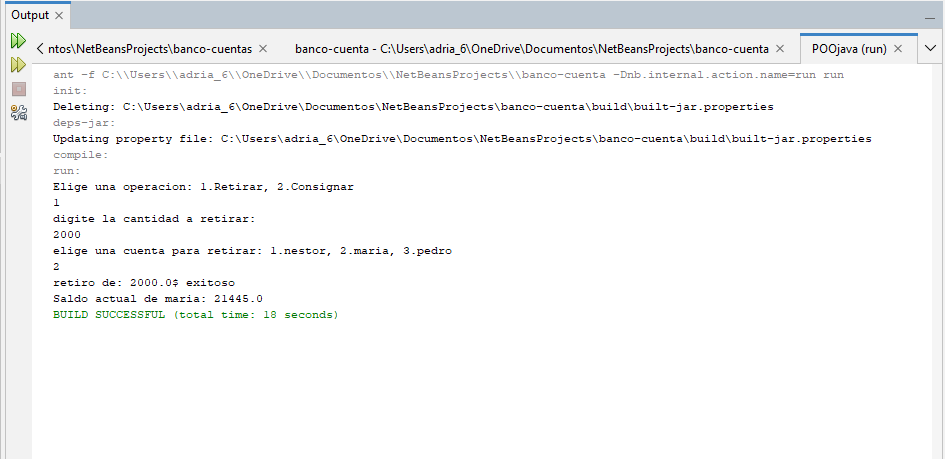 Output
ntos\NetBeansProjects\banco-cuentas
banco-cuenta - C:\Users\adria_6\OneDrive\Documentos\NetBeansProjects\banco-cuenta
POOjava (run)
ant -f C:\\Users\\adria_6\\OneDrive\\Documentos\\NetBeansProjects\\banco-cuenta -Dnb.internal.action.name=run run
init:
Deleting: C:\Users\adria_6\OneDrive\Documentos\NetBeansProjects\banco-cuenta\build\built-jar.properties
deps-jar:
Updating property file: C:\Users\adria_6\OneDrive\Documentos\NetBeansProjects\banco-cuenta\build\built-jar.properties
compile:
run:
Elige una operacion: 1.Retirar, 2.Consignar
1
digite la cantidad a retirar:
2000
elige una cuenta para retirar: 1.nestor, 2.maria, 3.pedro
2
retiro de: 2000.0$ exitoso
Saldo actual de maria: 21445.0
BUILD SUCCESSFUL (total time: 18 seconds)